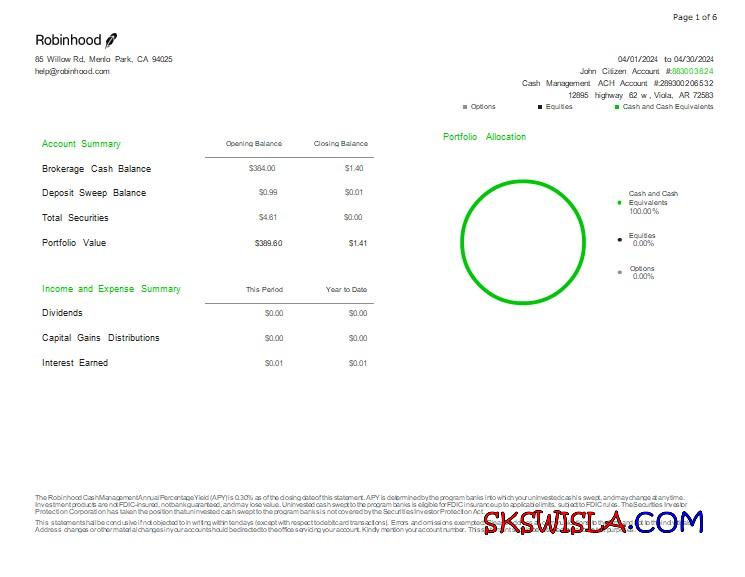 Page 1 of 6
Robinhood
85 Willow Rd, Menlo Park, CA 94025
help@robinhood.com
04/01/2024 to 04/30/2024
John Citizen Account #:883003624
Cash Management ACH Account #:289300206532
12895 highway 62 w , Viola, AR 72583
Options Equities Cash and Cash Equivalents
Account Summary Opening Balance Closing Balance
Brokerage Cash Balance $384.00 $1.40
Deposit Sweep Balance $0.99 $0.01
Total Securities $4.61 $0.00
Portfolio Value $389.60 $1.41
Portfolio Allocation
Cash and Cash
Equivalents
100.00%
Equities
0.00%
Options
0.00%
Income and Expense Summary This Period Year to Date
Dividends $0.00 $0.00
Capital Gains Distributions $0.00 $0.00
Interest Earned $0.01 $0.01
The Robinhood Cash Management Annual Percentage Yield (APY) is 0.30% as of the closing date of this statement. APY is determined by the program banks into which your uninvested cash is swept, and may change at any time.
Investment products are not FDIC-insured, not bank guaranteed, and may lose value. Uninvested cash swept to the program banks is eligible for FDIC insurance up to applicable limits, subject to FDIC rules. The Securities Investor
Protection Corporation has taken the position that uninvested cash swept to the program banks is not covered by the Securities Investor Protection Act.
This statement shall be conclusive if not objected to in writing within ten days (except with respect to debit card transactions). Errors and omissions exempted.
Address changes or other material changes in your accounts should be directed to the office servicing your account. Kindly mention your account number. This
SKSWISLA.COM